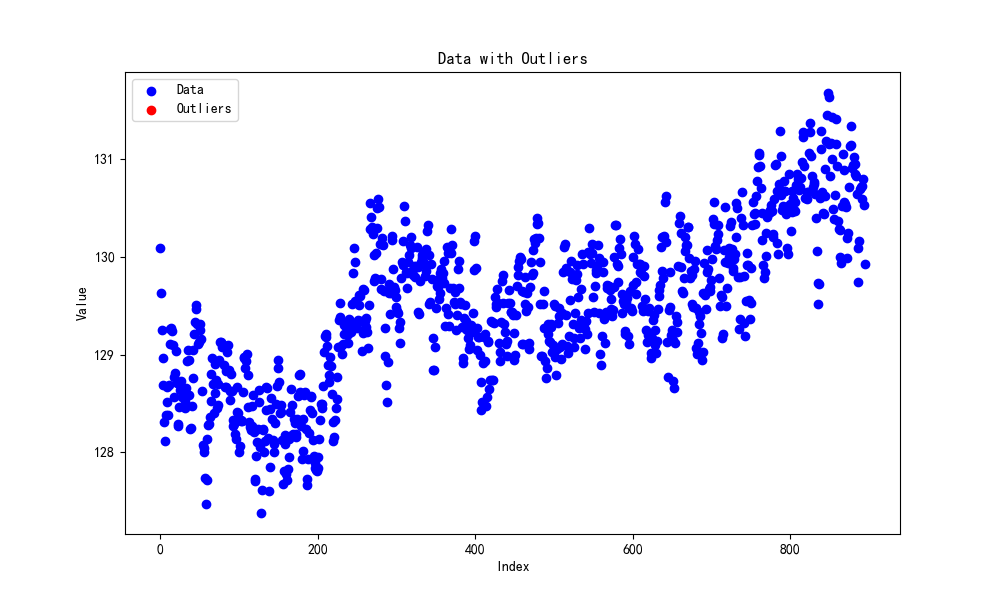 Data with Outliers
Data
Outliers
Value
131
130
129
128
0
200
400
600
800
Index